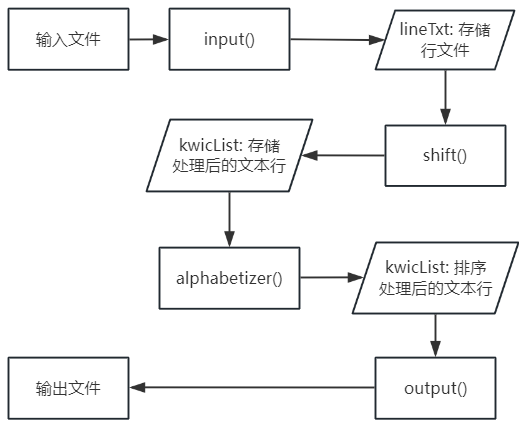 输入文件
input()
lineTxt: 存储
行文件
shift()
kwicList: 存储
处理后的文本行
alphabetizer()
kwicList: 排序
处理后的文本行
output()
输出文件